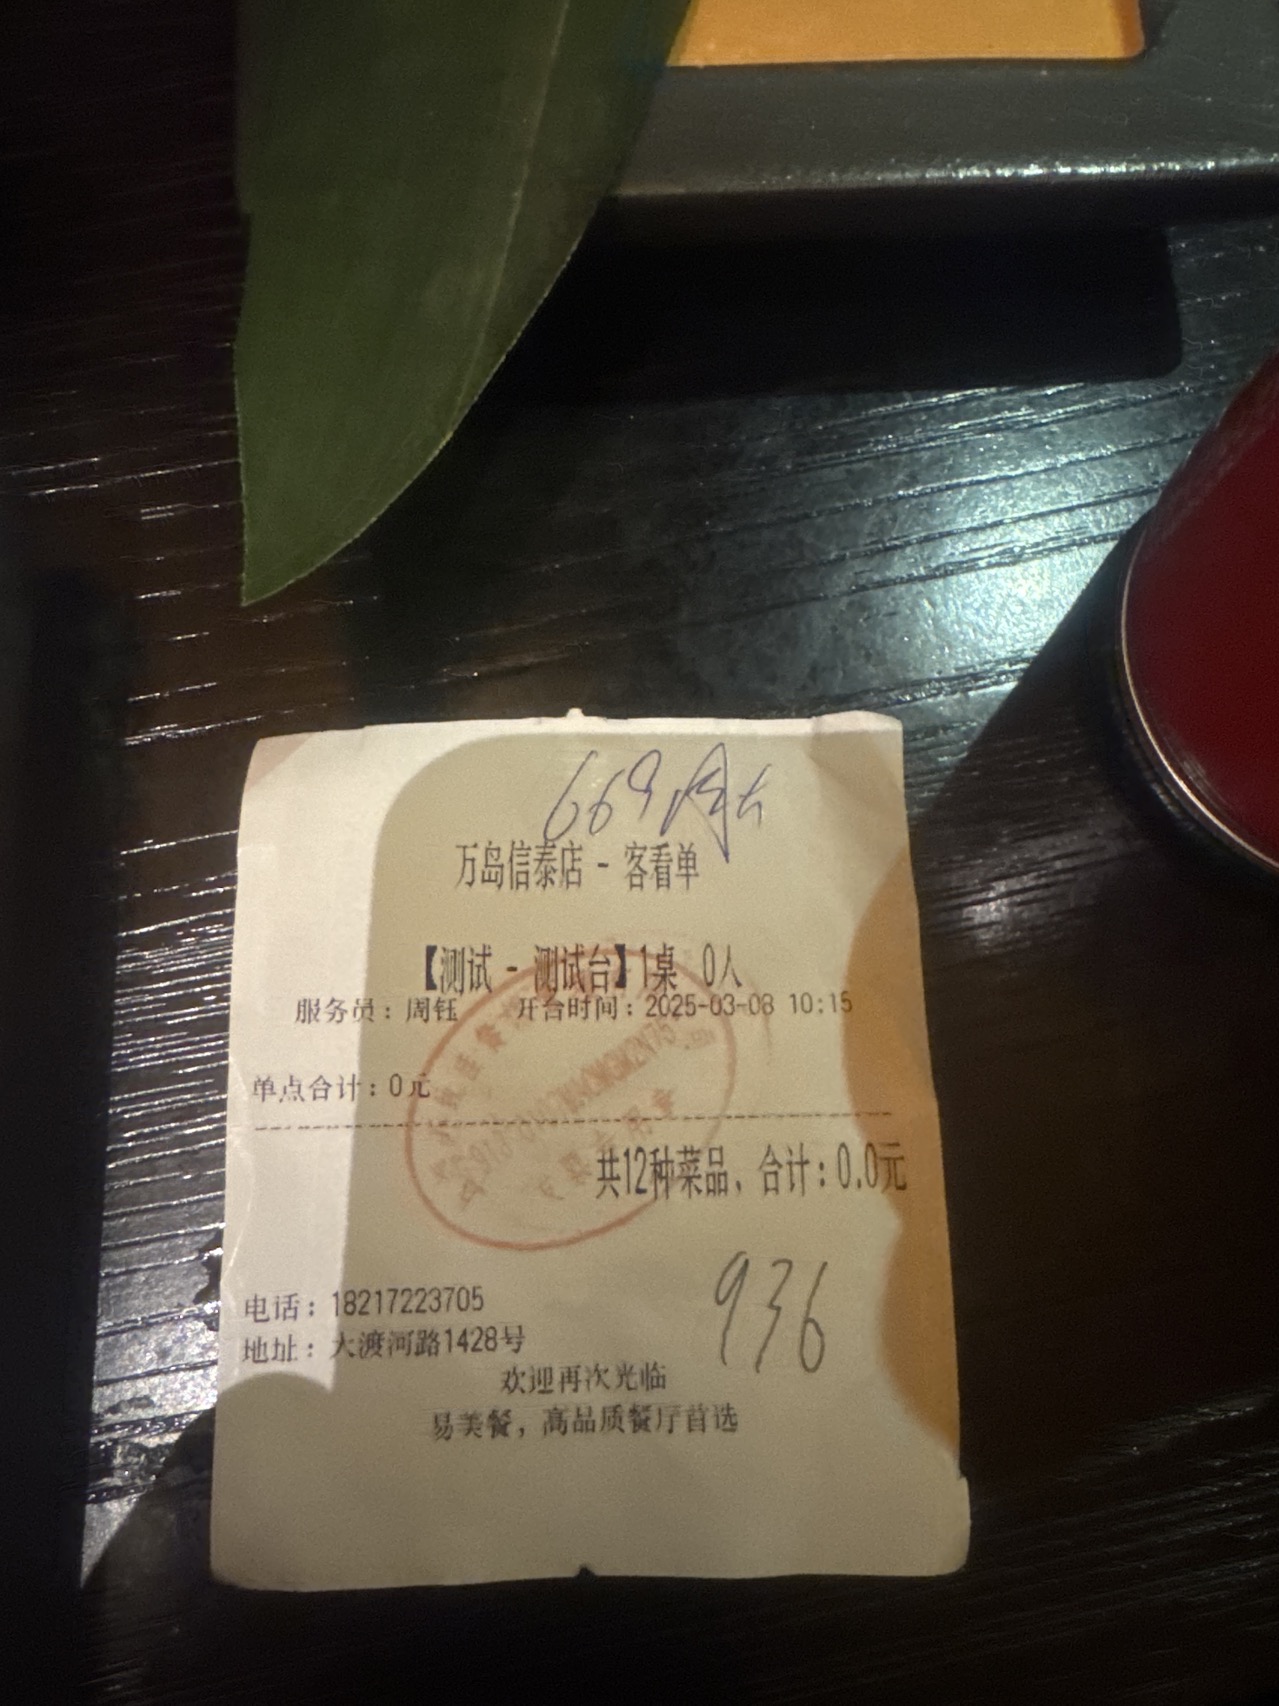 669
万岛信泰店 - 客看单
【测试 - 测试台】1桌 0人
服务员：周钰 开台时间：2025-03-08 10:15
单点合计：0元
共12种菜品、合计：0.0元
936
电话：18217223705
地址：大渡河路1428号
欢迎再次光临
易美餐，高品质餐厅首选